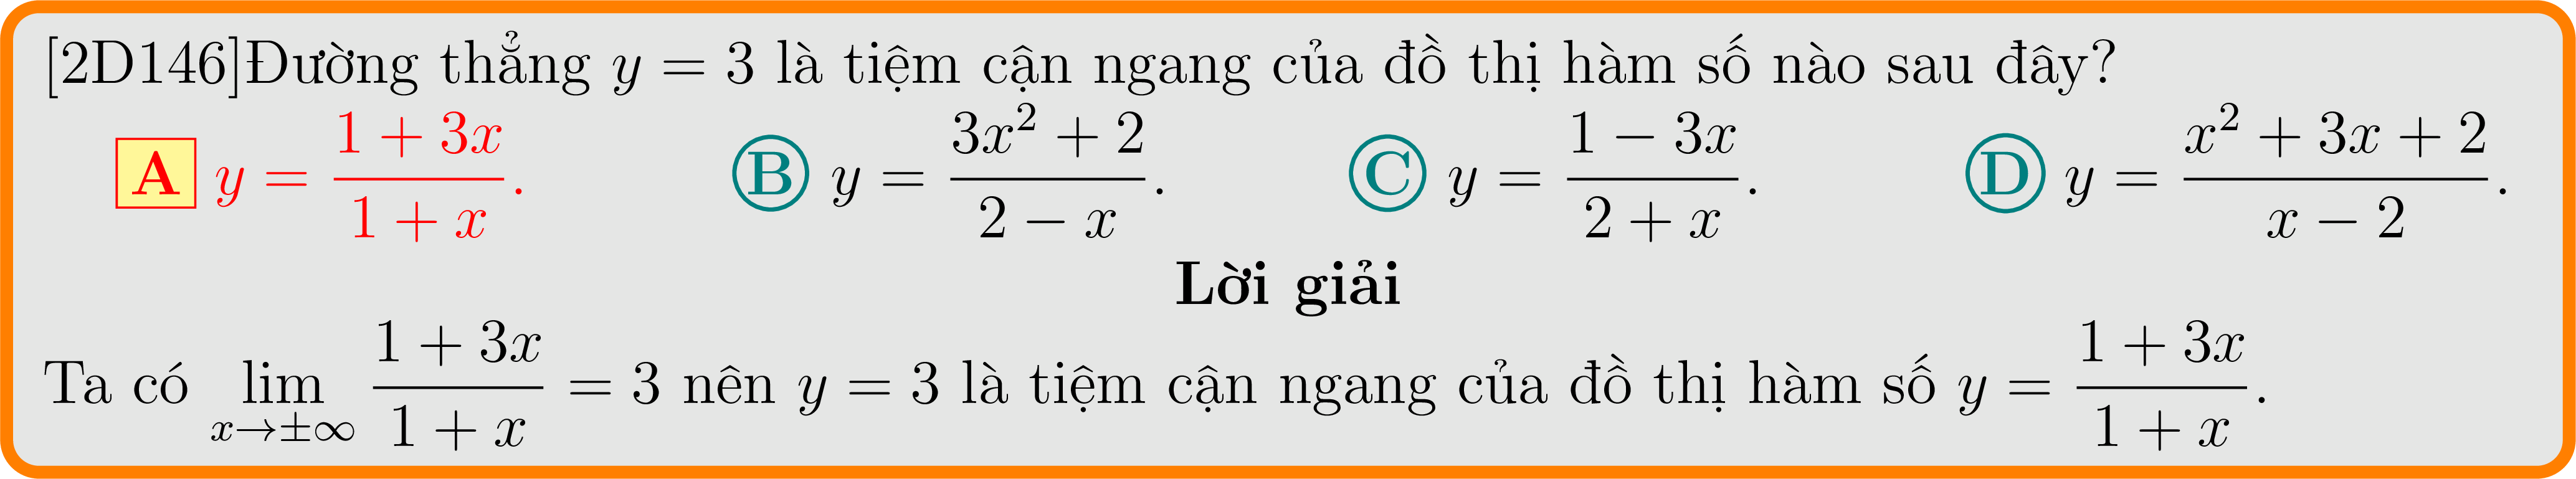 [2D146]Đường thẳng y = 3 là tiệm cận ngang của đồ thị hàm số nào sau đây?
A y = \frac{1 + 3x}{1 + x}. B y = \frac{3x^2 + 2}{2 - x}. C y = \frac{1 - 3x}{2 + x}. D y = \frac{x^2 + 3x + 2}{x - 2}.
Lời giải
Ta có \lim_{x \to \pm\infty} \frac{1 + 3x}{1 + x} = 3 nên y = 3 là tiệm cận ngang của đồ thị hàm số y = \frac{1 + 3x}{1 + x}.